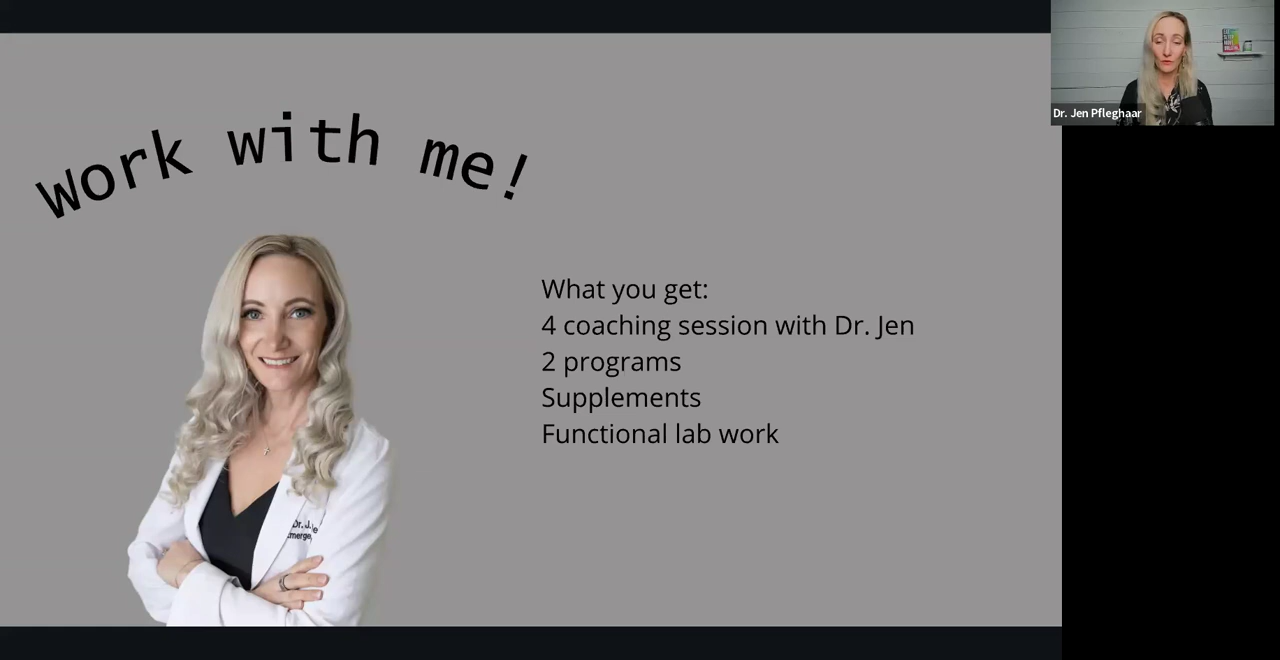 work with me!
What you get:
4 coaching session with Dr. Jen
2 programs
Supplements
Functional lab work
Dr. Jen Pfleghaar